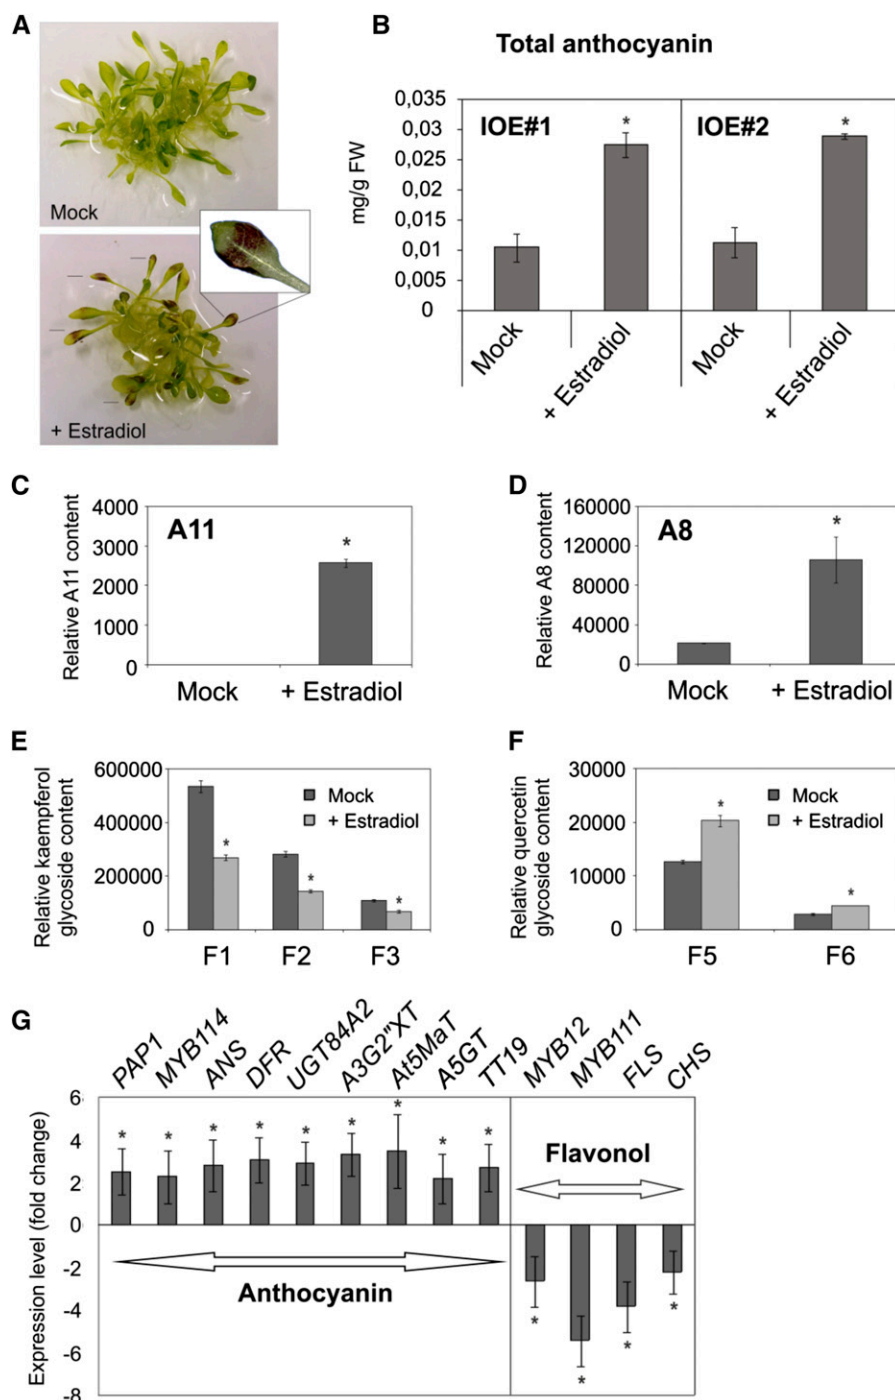 A
Mock
+ Estradiol
B
Total anthocyanin
mg/g FW
0,035
0,03
0,025
0,02
0,015
0,010
0,005
0
IOE#1
IOE#2
*
*
Mock
+ Estradiol
Mock
+ Estradiol
C
Relative A11 content
4000
3000
2000
1000
0
A11
*
Mock
+ Estradiol
D
Relative A8 content
160000
120000
80000
40000
0
A8
*
Mock
+ Estradiol
E
Relative kaempferol
glycoside content
600000
400000
200000
0
Mock
+ Estradiol
*
*
*
F1
F2
F3
F
Relative quercetin
glycoside content
30000
20000
10000
0
Mock
+ Estradiol
*
*
F5
F6
G
PAP1
MYB114
ANS
DFR
UGT84A2
A3G2"XT
At5MaT
A5GT
TT19
MYB12
MYB111
FLS
CHS
Expression level (fold change)
6
4
2
0
-2
-4
-6
-8
* * * * * * * * *
Flavonol
Anthocyanin
* * * *